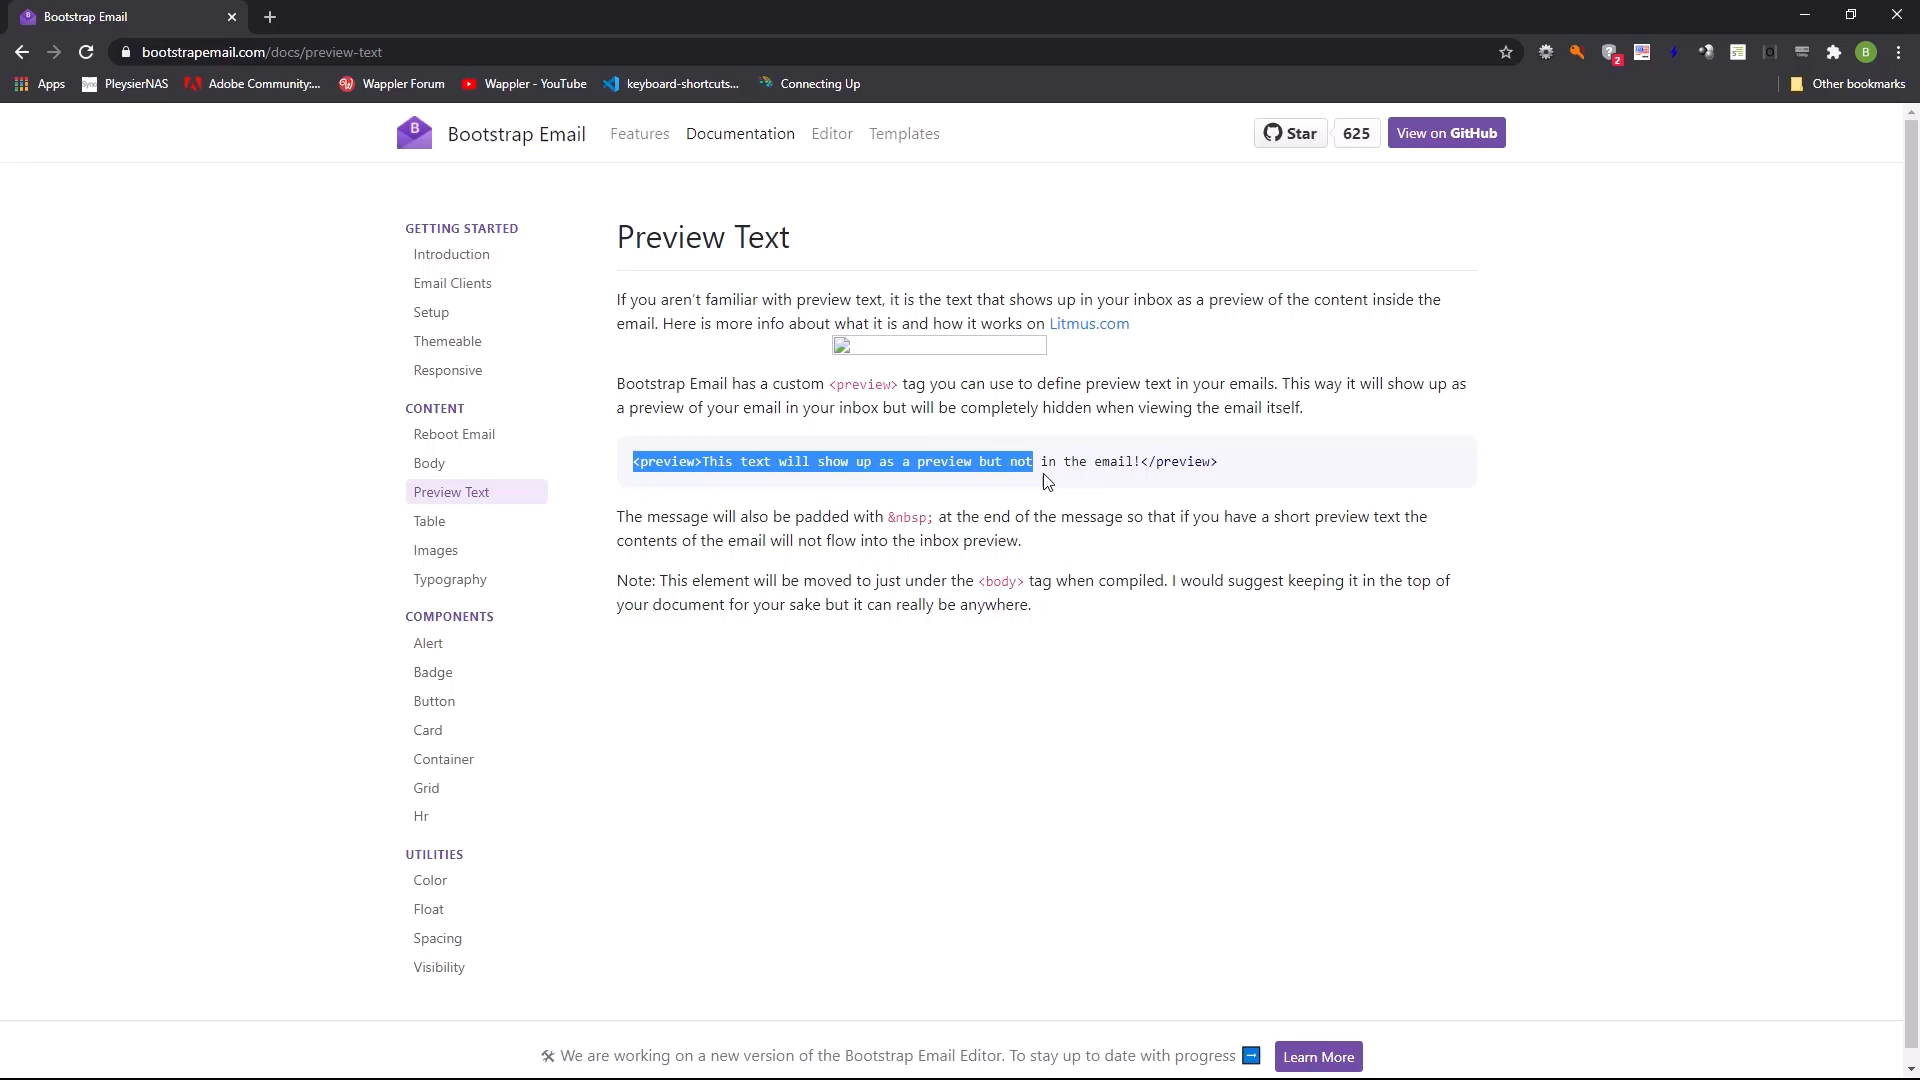 Bootstrap Email
bootstrapemail.com/docs/preview-text
2
B
Apps
PleysierNAS
Adobe Community:...
Wappler Forum
Wappler - YouTube
keyboard-shortcuts...
Connecting Up
Other bookmarks
B
Bootstrap Email
Features
Documentation
Editor
Templates
Star
625
View on GitHub
GETTING STARTED
Introduction
Email Clients
Setup
Themeable
Responsive
CONTENT
Reboot Email
Body
Preview Text
Table
Images
Typography
COMPONENTS
Alert
Badge
Button
Card
Container
Grid
Hr
UTILITIES
Color
Float
Spacing
Visibility
Preview Text
If you aren't familiar with preview text, it is the text that shows up in your inbox as a preview of the content inside the
email. Here is more info about what it is and how it works on Litmus.com
Bootstrap Email has a custom <preview> tag you can use to define preview text in your emails. This way it will show up as
a preview of your email in your inbox but will be completely hidden when viewing the email itself.
<preview>This text will show up as a preview but not in the email!</preview>
The message will also be padded with &nbsp; at the end of the message so that if you have a short preview text the
contents of the email will not flow into the inbox preview.
Note: This element will be moved to just under the <body> tag when compiled. I would suggest keeping it in the top of
your document for your sake but it can really be anywhere.
🛠 We are working on a new version of the Bootstrap Email Editor. To stay up to date with progress ➡
Learn More